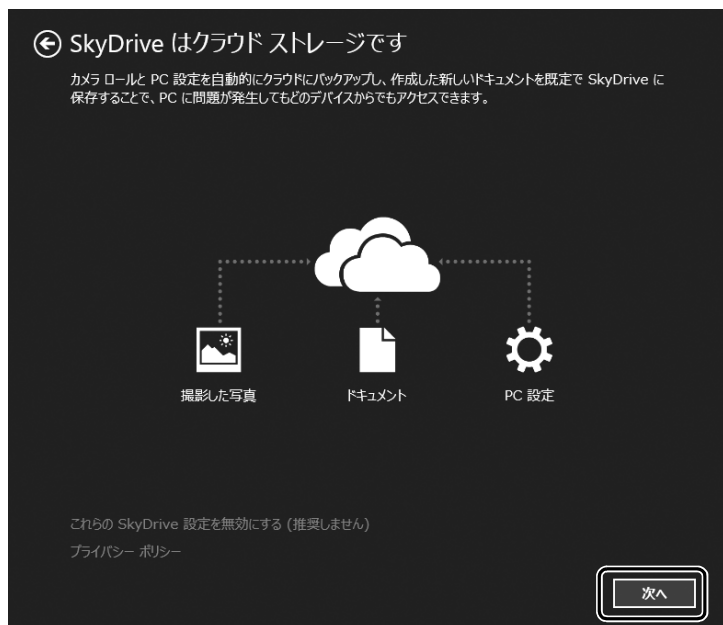 SkyDrive はクラウド ストレージです
カメラ ロールと PC 設定を自動的にクラウドにバックアップし、作成した新しいドキュメントを既定で SkyDrive に
保存することで、PC に問題が発生してもどのデバイスからでもアクセスできます。
撮影した写真
ドキュメント
PC 設定
これらの SkyDrive 設定を無効にする (推奨しません)
プライバシー ポリシー
次へ